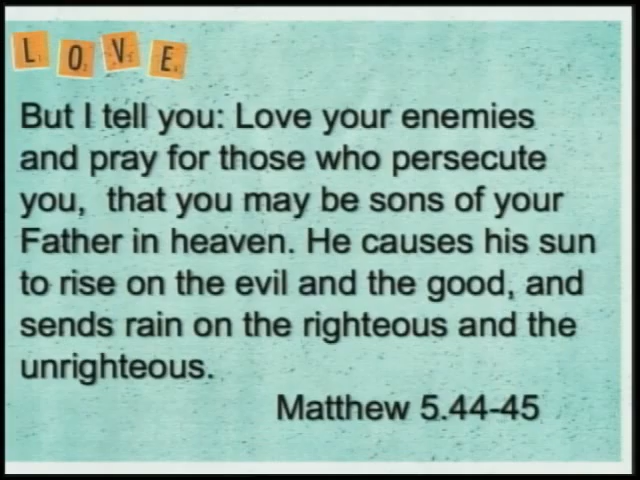 LOVE
But I tell you: Love your enemies
and pray for those who persecute
you, that you may be sons of your
Father in heaven. He causes his sun
to rise on the evil and the good, and
sends rain on the righteous and the
unrighteous.
Matthew 5.44-45